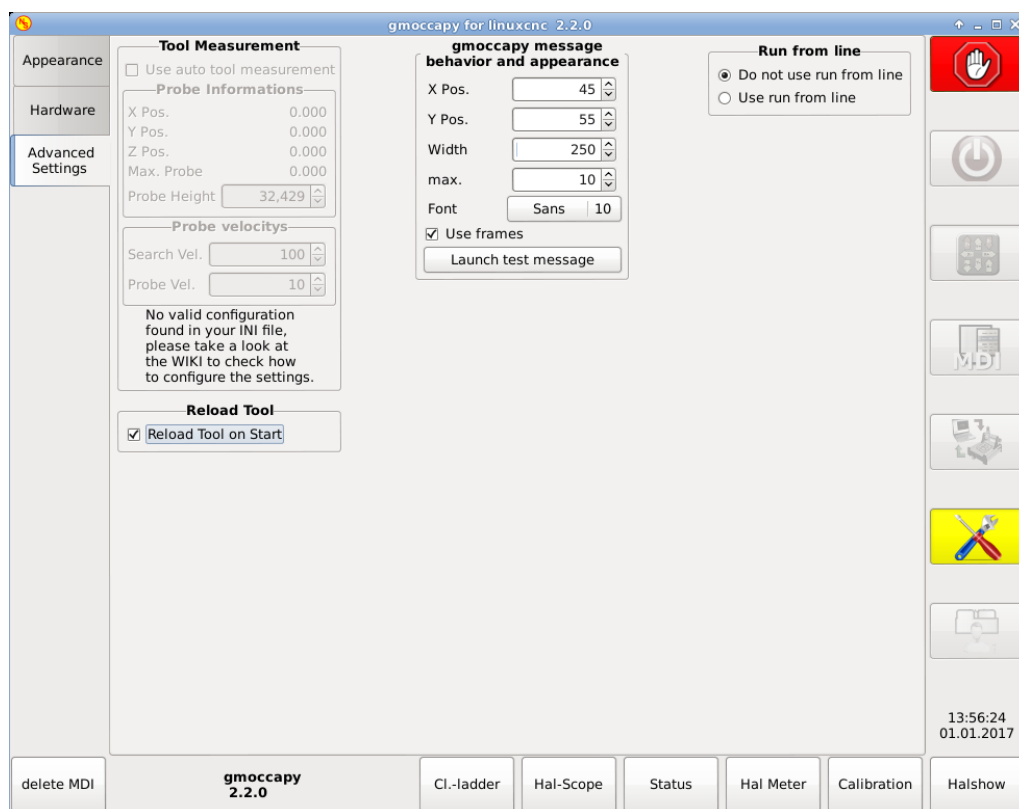 gmoccapy for linuxcnc 2.2.0
Appearance
Hardware
Advanced
Settings
Tool Measurement
Use auto tool measurement
Probe Informations
X Pos. 0.000
Y Pos. 0.000
Z Pos. 0.000
Max. Probe 0.000
Probe Height 32,429
Probe velocitys
Search Vel. 100
Probe Vel. 10
No valid configuration
found in your INI file,
please take a look at
the WIKI to check how
to configure the settings.
Reload Tool
Reload Tool on Start
gmoccapy message
behavior and appearance
X Pos. 45
Y Pos. 55
Width 250
max. 10
Font Sans 10
Use frames
Launch test message
Run from line
Do not use run from line
Use run from line
MDI
13:56:24
01.01.2017
delete MDI
gmoccapy
2.2.0
Cl.-ladder
Hal-Scope
Status
Hal Meter
Calibration
Halshow